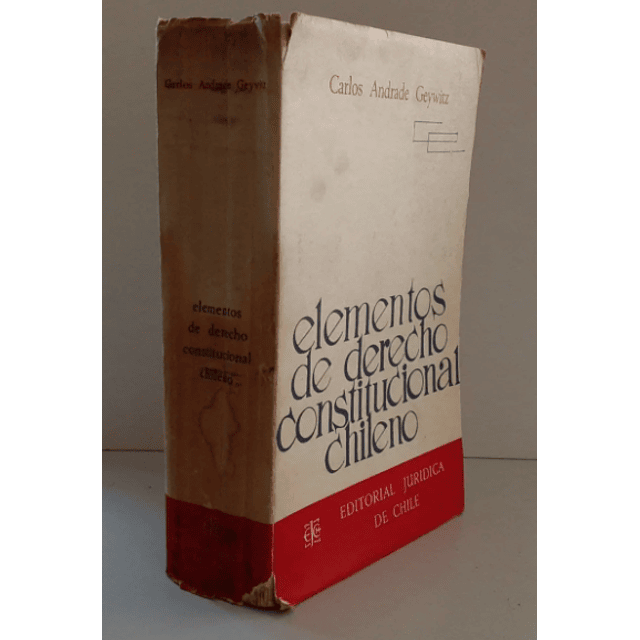 Carlos Andrade Geywitz
elementos
de derecho
constitucional
chileno
Carlos Andrade Geywitz
elementos
de derecho
constitucional
chileno
EDITORIAL JURIDICA
DE CHILE